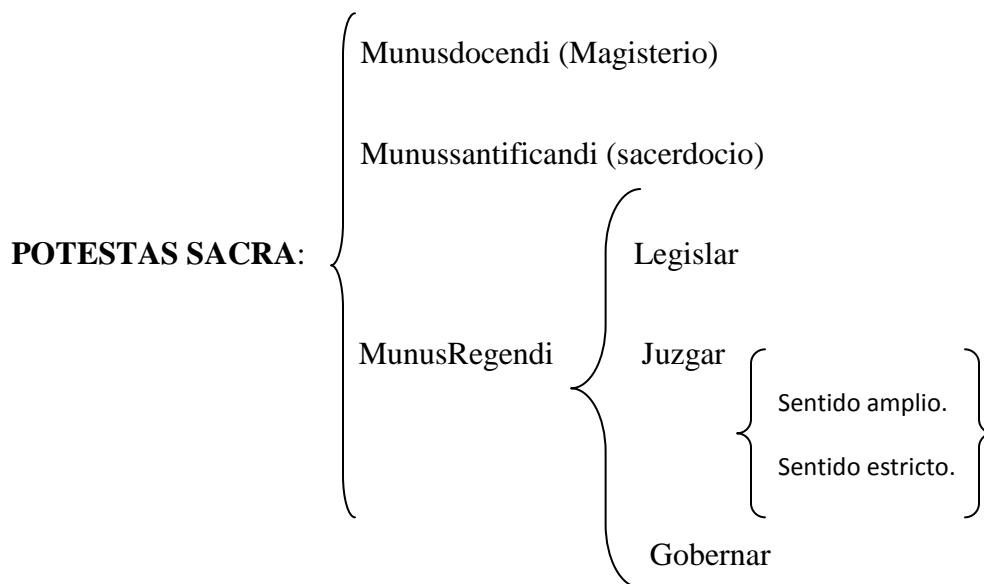 Munusdocendi (Magisterio)
Munussantificandi (sacerdocio)
POTESTAS SACRA:
Legislar
MunusRegendi
Juzgar
Sentido amplio.
Sentido estricto.
Gobernar